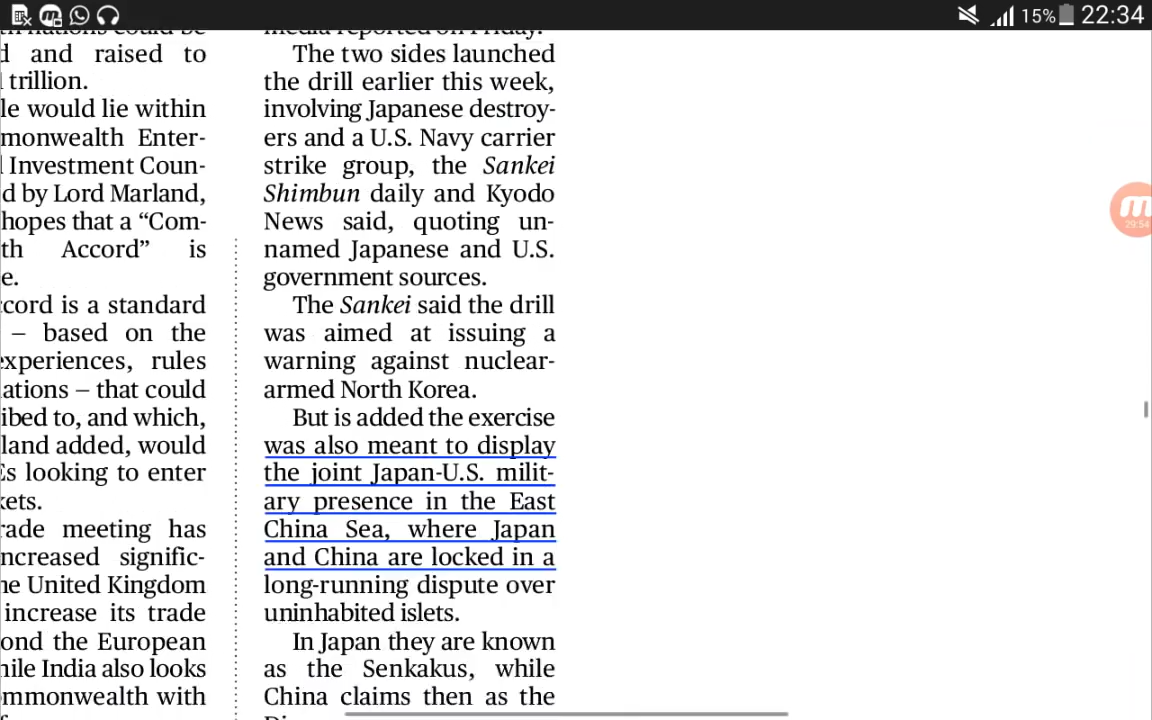 15% 22:34
d and raised to
trillion.
le would lie within
monwealth Enter-
Investment Coun-
d by Lord Marland,
hopes that a “Com-
th Accord” is
e.
cord is a standard
– based on the
experiences, rules
ations – that could
ibed to, and which,
land added, would
Es looking to enter
kets.
rade meeting has
ncreased signific-
he United Kingdom
increase its trade
ond the European
hile India also looks
mmonwealth with
media reported on Friday.
The two sides launched
the drill earlier this week,
involving Japanese destroy-
ers and a U.S. Navy carrier
strike group, the Sankei
Shimbun daily and Kyodo
News said, quoting un-
named Japanese and U.S.
government sources.
The Sankei said the drill
was aimed at issuing a
warning against nuclear-
armed North Korea.
But is added the exercise
was also meant to display
the joint Japan-U.S. milit-
ary presence in the East
China Sea, where Japan
and China are locked in a
long-running dispute over
uninhabited islets.
In Japan they are known
as the Senkakus, while
China claims then as the
29:54